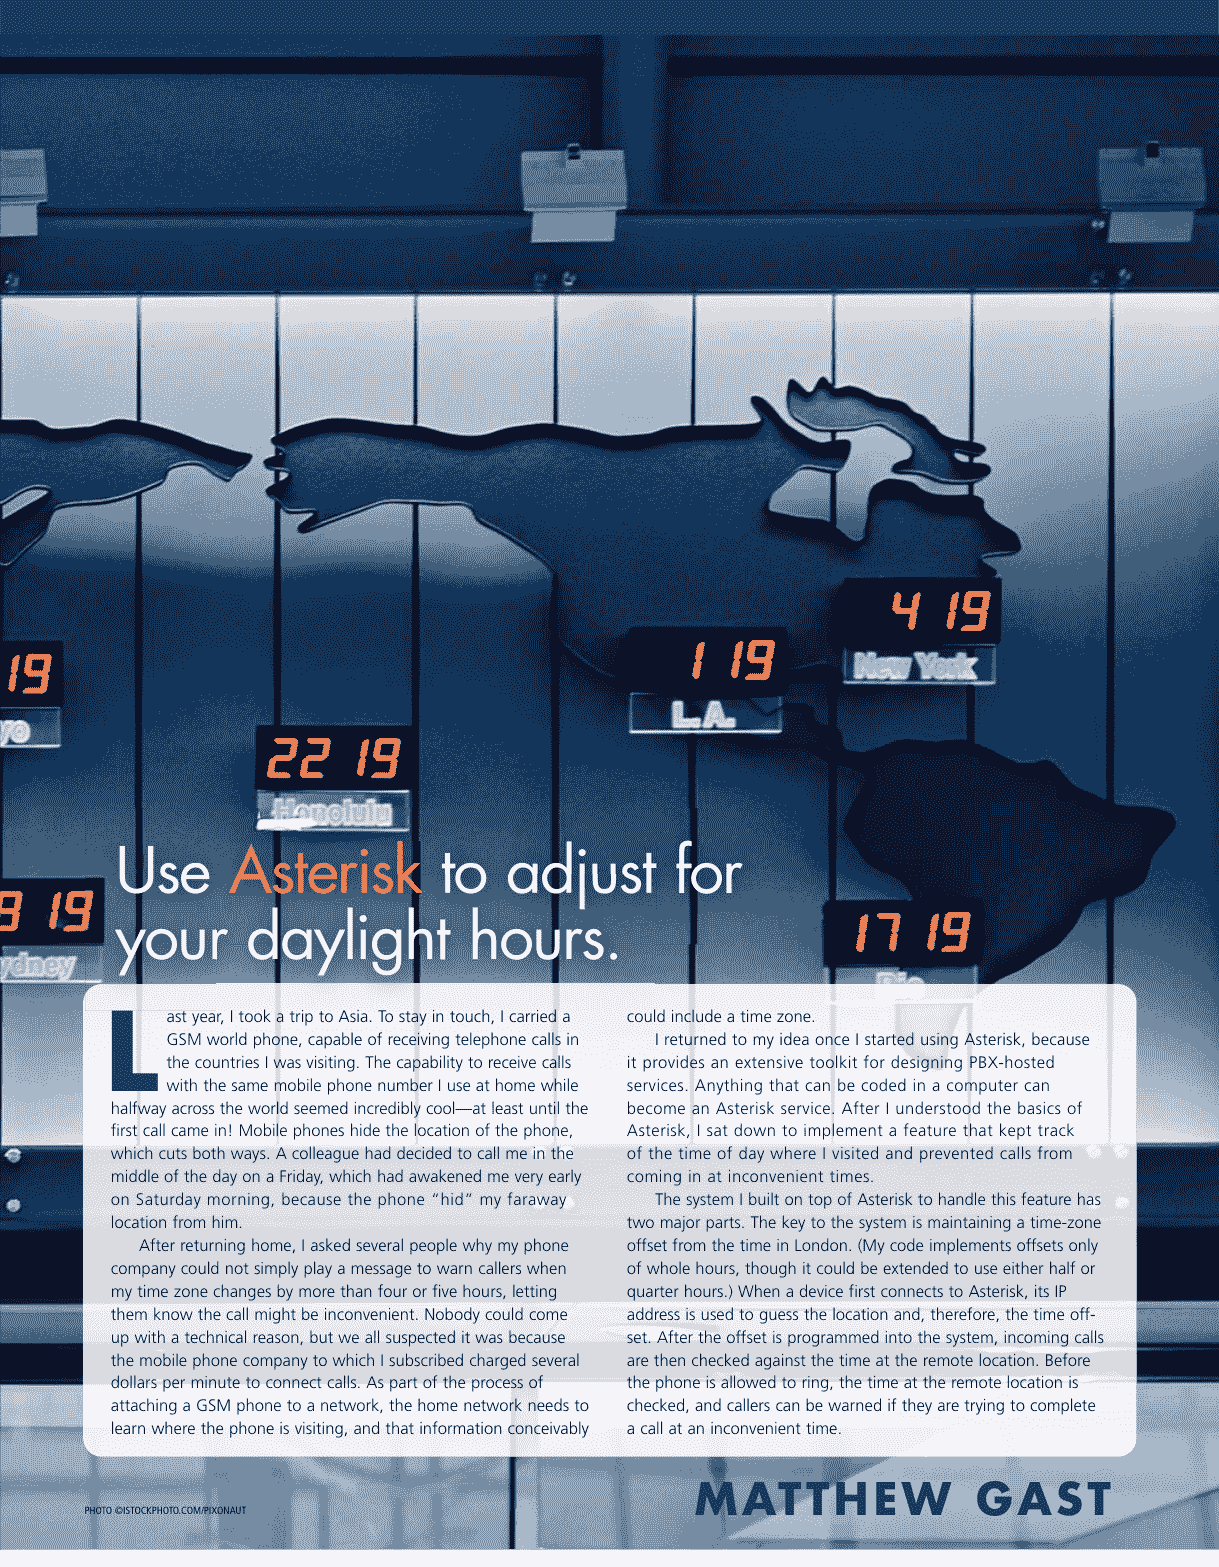 4 19
New York
1 19
L.A.
19
yo
22 19
Honolulu
Use Asterisk to adjust for
your daylight hours.
19
ydney
17 19
Rio
Last year, I took a trip to Asia. To stay in touch, I carried a
GSM world phone, capable of receiving telephone calls in
the countries I was visiting. The capability to receive calls
with the same mobile phone number I use at home while
halfway across the world seemed incredibly cool—at least until the
first call came in! Mobile phones hide the location of the phone,
which cuts both ways. A colleague had decided to call me in the
middle of the day on a Friday, which had awakened me very early
on Saturday morning, because the phone “hid” my faraway
location from him.
After returning home, I asked several people why my phone
company could not simply play a message to warn callers when
my time zone changes by more than four or five hours, letting
them know the call might be inconvenient. Nobody could come
up with a technical reason, but we all suspected it was because
the mobile phone company to which I subscribed charged several
dollars per minute to connect calls. As part of the process of
attaching a GSM phone to a network, the home network needs to
learn where the phone is visiting, and that information conceivably
could include a time zone.
I returned to my idea once I started using Asterisk, because
it provides an extensive toolkit for designing PBX-hosted
services. Anything that can be coded in a computer can
become an Asterisk service. After I understood the basics of
Asterisk, I sat down to implement a feature that kept track
of the time of day where I visited and prevented calls from
coming in at inconvenient times.
The system I built on top of Asterisk to handle this feature has
two major parts. The key to the system is maintaining a time-zone
offset from the time in London. (My code implements offsets only
of whole hours, though it could be extended to use either half or
quarter hours.) When a device first connects to Asterisk, its IP
address is used to guess the location and, therefore, the time off-
set. After the offset is programmed into the system, incoming calls
are then checked against the time at the remote location. Before
the phone is allowed to ring, the time at the remote location is
checked, and callers can be warned if they are trying to complete
a call at an inconvenient time.
MATTHEW GAST
PHOTO ©ISTOCKPHOTO.COM/PIXONAUT